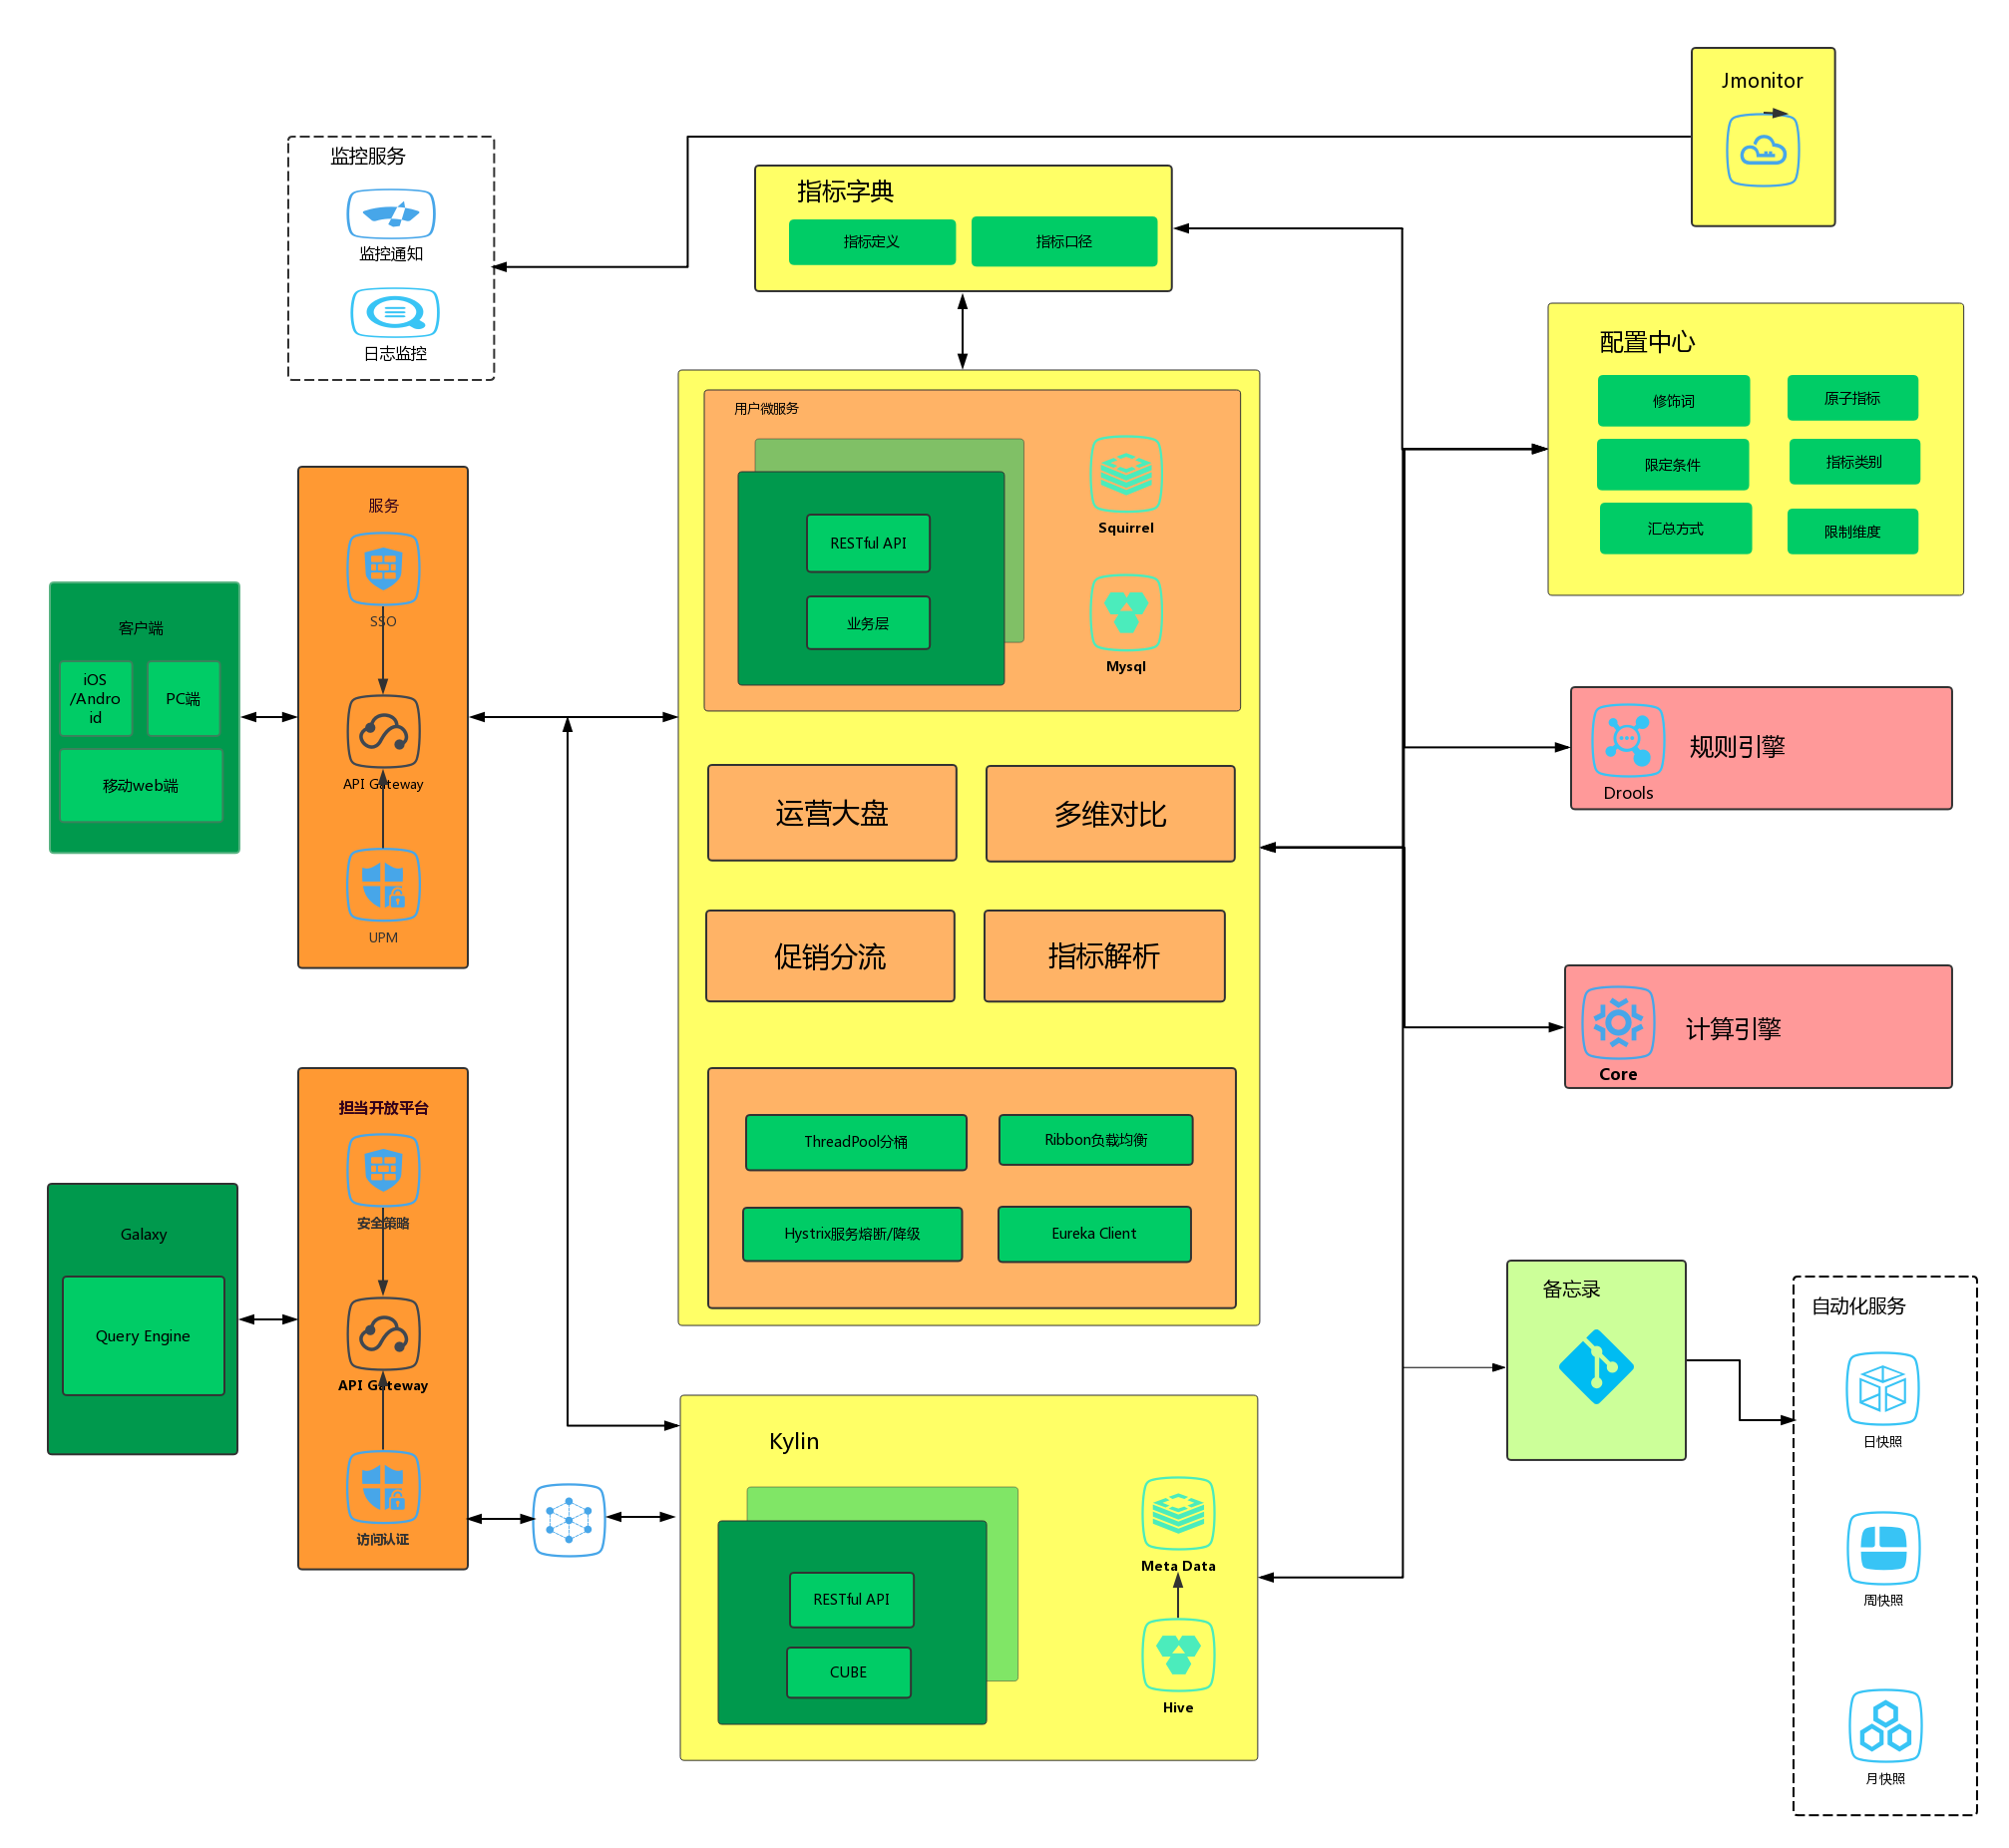 Jmonitor
监控服务
监控通知
日志监控
指标字典
指标定义
指标口径
配置中心
修饰词
原子指标
限定条件
指标类别
汇总方式
限制维度
用户微服务
RESTful API
业务层
Squirrel
Mysql
服务
SSO
API Gateway
UPM
客户端
iOS
/Andro
id
PC端
移动web端
规则引擎
Drools
运营大盘
多维对比
促销分流
指标解析
计算引擎
Core
ThreadPool分桶
Ribbon负载均衡
Hystrix服务熔断/降级
Eureka Client
担当开放平台
安全策略
API Gateway
访问认证
Galaxy
Query Engine
备忘录
自动化服务
日快照
周快照
月快照
Kylin
RESTful API
CUBE
Meta Data
Hive